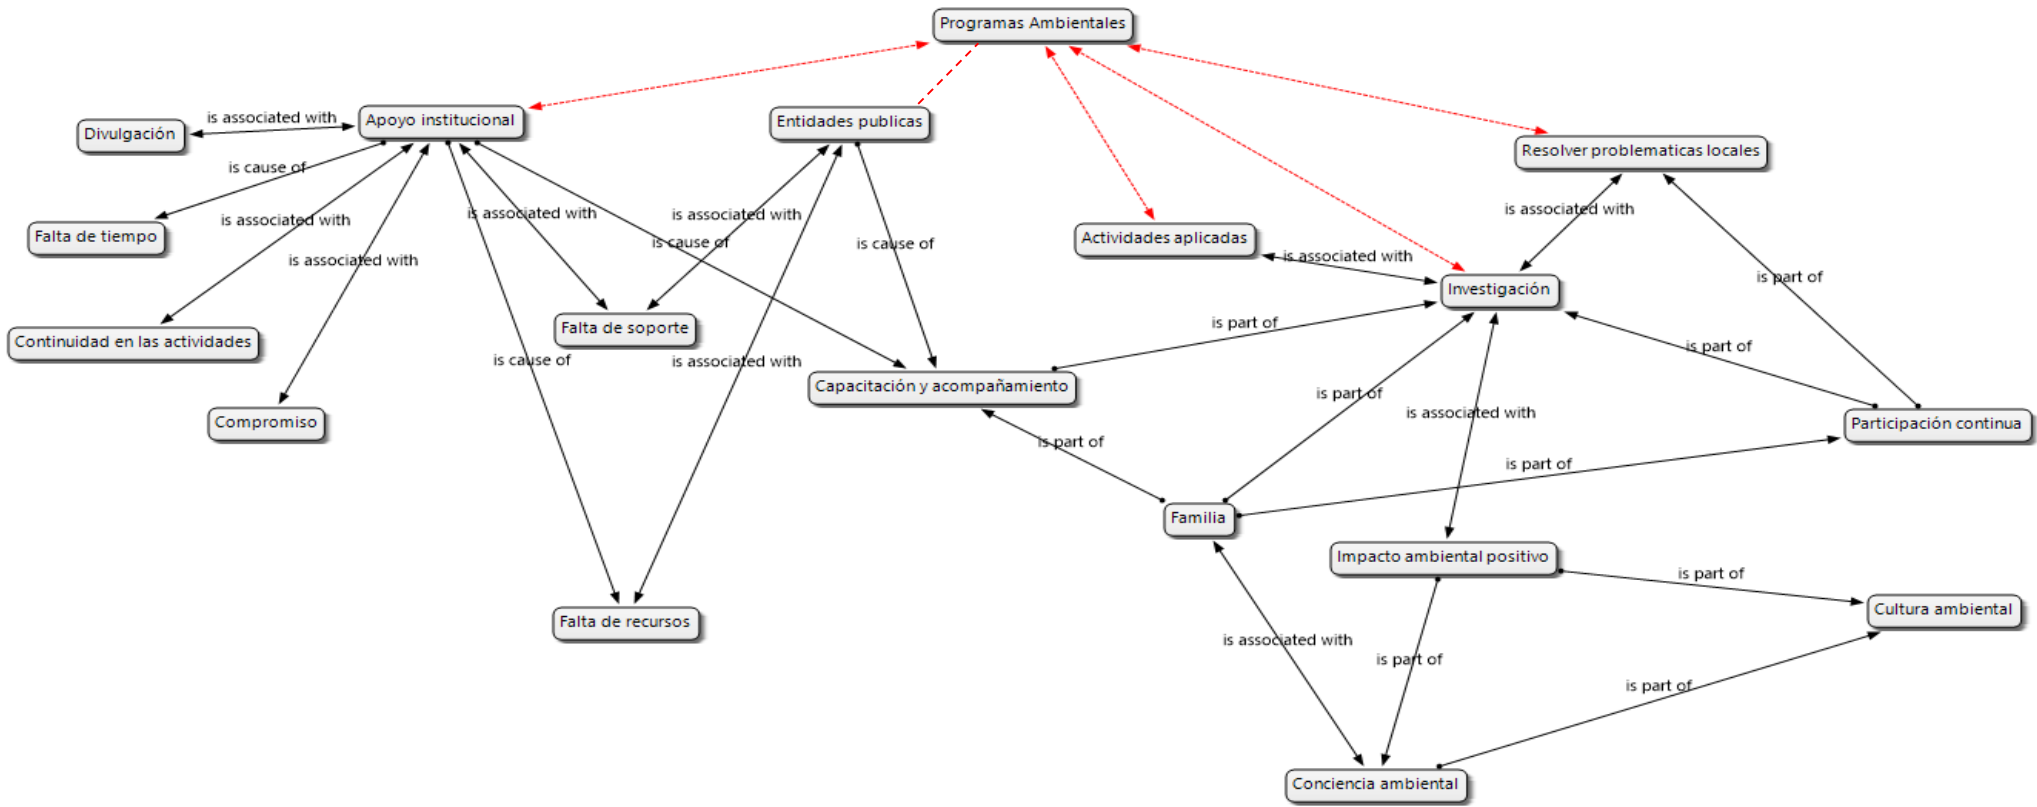 Programas Ambientales
is associated with
Apoyo institucional
Entidades publicas
Divulgación
Resolver problematicas locales
is cause of
is associated with
is associated with
is associated with
is associated with
Falta de tiempo
is cause of
is cause of
Actividades aplicadas
is associated with
is associated with
is part of
Investigación
is part of
Falta de soporte
Continuidad en las actividades
is part of
is cause of
is associated with
Capacitación y acompañamiento
is part of
is associated with
Compromiso
Participación continua
is part of
is part of
Familia
Impacto ambiental positivo
is part of
Cultura ambiental
Falta de recursos
is associated with
is part of
is part of
Conciencia ambiental